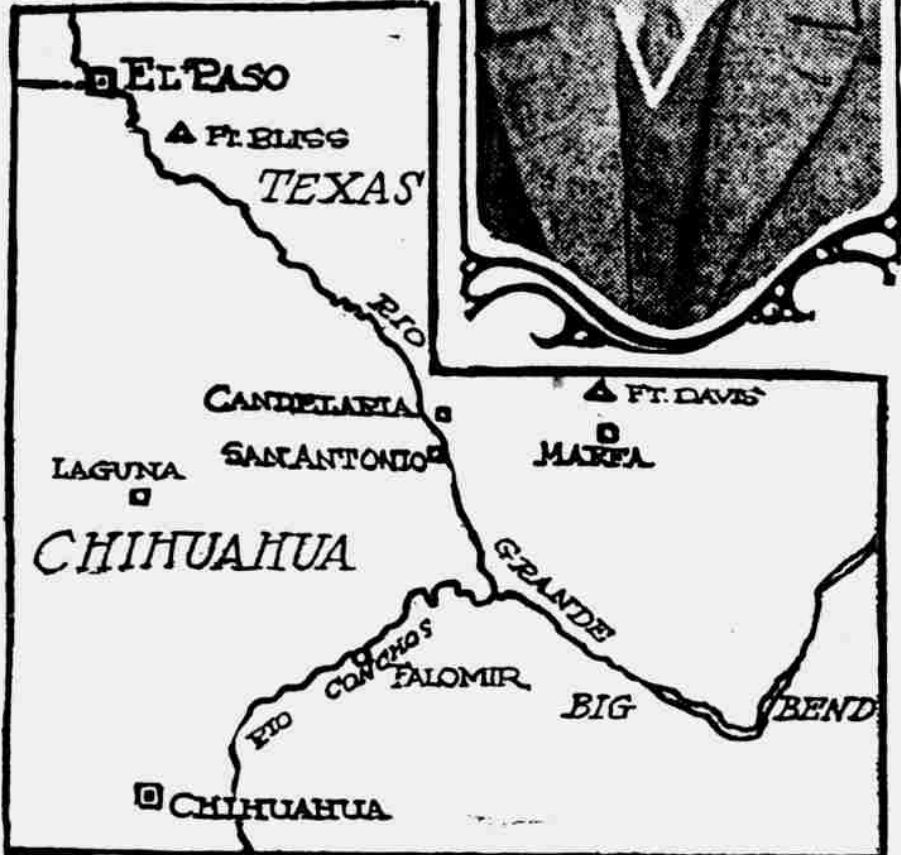 EL PASO
FT. BLISS
TEXAS
RIO
CANDELARIA
FT. DAVIS
SAN ANTONIO
MARFA
LAGUNA
CHIHUAHUA
GRANDE
RIO CONCHOS
FALOMIR
BIG BEND
CHIHUAHUA